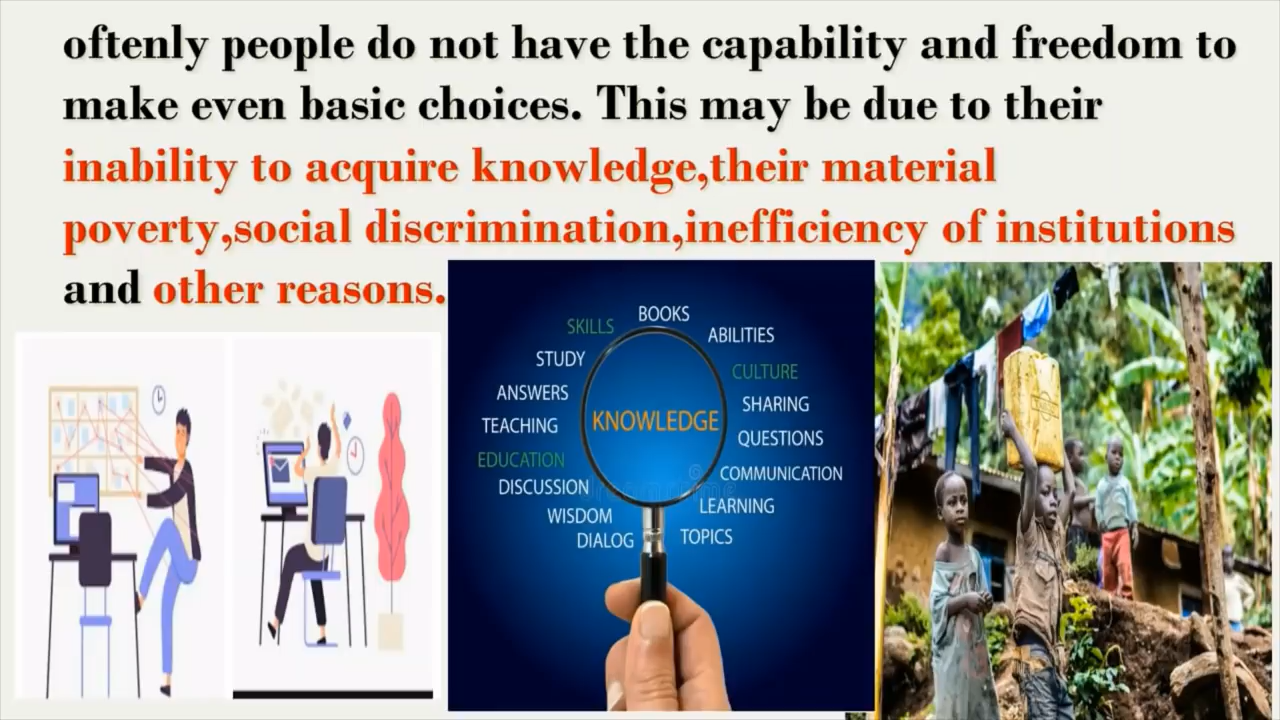 oftenly people do not have the capability and freedom to
make even basic choices. This may be due to their
inability to acquire knowledge,their material
poverty,social discrimination,inefficiency of institutions
and other reasons.
BOOKS
SKILLS
ABILITIES
STUDY
CULTURE
ANSWERS
SHARING
KNOWLEDGE
TEACHING
QUESTIONS
EDUCATION
COMMUNICATION
DISCUSSION
LEARNING
WISDOM
TOPICS
DIALOG